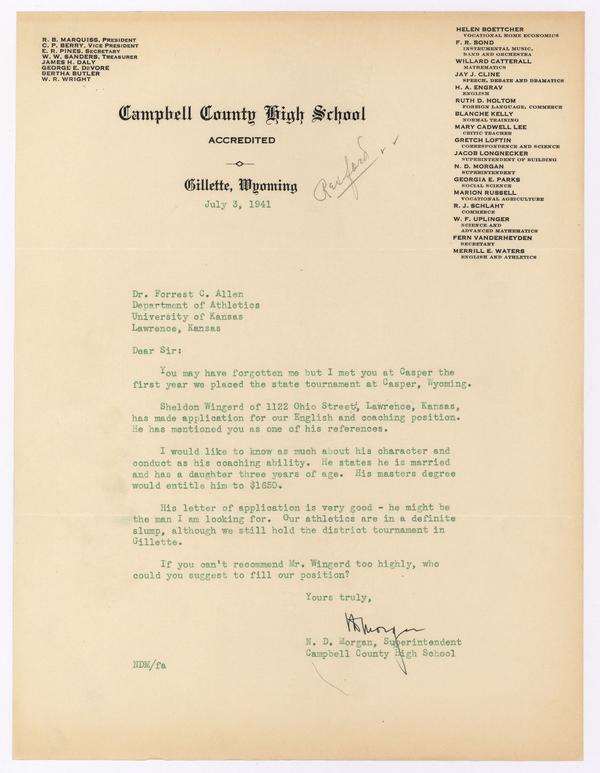 R. B. MARQUISS, PRESIDENT
C. P. BERRY, VICE PRESIDENT
E. R. PINES, SECRETARY
W. W. SANDERS, TREASURER
JAMES H. DALY
GEORGE E. DEVORE
BERTHA BUTLER
W. R. WRIGHT
HELEN BOETTCHER
VOCATIONAL HOME ECONOMICS
F. R. BOND
INSTRUMENTAL MUSIC,
BAND AND ORCHESTRA
WILLARD CATTERALL
MATHEMATICS
JAY J. CLINE
SPEECH, DEBATE AND DRAMATICS
H. A. ENGRAV
ENGLISH
RUTH D. HOLTOM
FOREIGN LANGUAGE, COMMERCE
BLANCHE KELLY
NORMAL TRAINING
MARY CADWELL LEE
CRITIC TEACHER
GRETCH LOFTIN
CORRESPONDENCE AND SCIENCE
JACOB LONGNECKER
SUPERINTENDENT OF BUILDING
N. D. MORGAN
SUPERINTENDENT
GEORGIA E. PARKS
SOCIAL SCIENCE
MARION RUSSELL
VOCATIONAL AGRICULTURE
R. J. SCHLAHT
COMMERCE
W. F. UPLINGER
SCIENCE AND
ADVANCED MATHEMATICS
FERN VANDERHEYDEN
SECRETARY
MERRILL E. WATERS
ENGLISH AND ATHLETICS
Campbell County High School
ACCREDITED
Gillette, Wyoming
July 3, 1941
Dr. Forrest C. Allen
Department of Athletics
University of Kansas
Lawrence, Kansas
Dear Sir:
You may have forgotten me but I met you at Casper the
first year we placed the state tournament at Casper, Wyoming.
Sheldon Wingerd of 1122 Ohio Street, Lawrence, Kansas,
has made application for our English and coaching position.
He has mentioned you as one of his references.
I would like to know as much about his character and
conduct as his coaching ability. He states he is married
and has a daughter three years of age. His masters degree
would entitle him to $1650.
His letter of application is very good - he might be
the man I am looking for. Our athletics are in a definite
slump, although we still hold the district tournament in
Gillette.
If you can't recommend Mr. Wingerd too highly, who
could you suggest to fill our position?
Yours truly,
N D Morgan
N. D. Morgan, Superintendent
Campbell County High School
NDM/fa